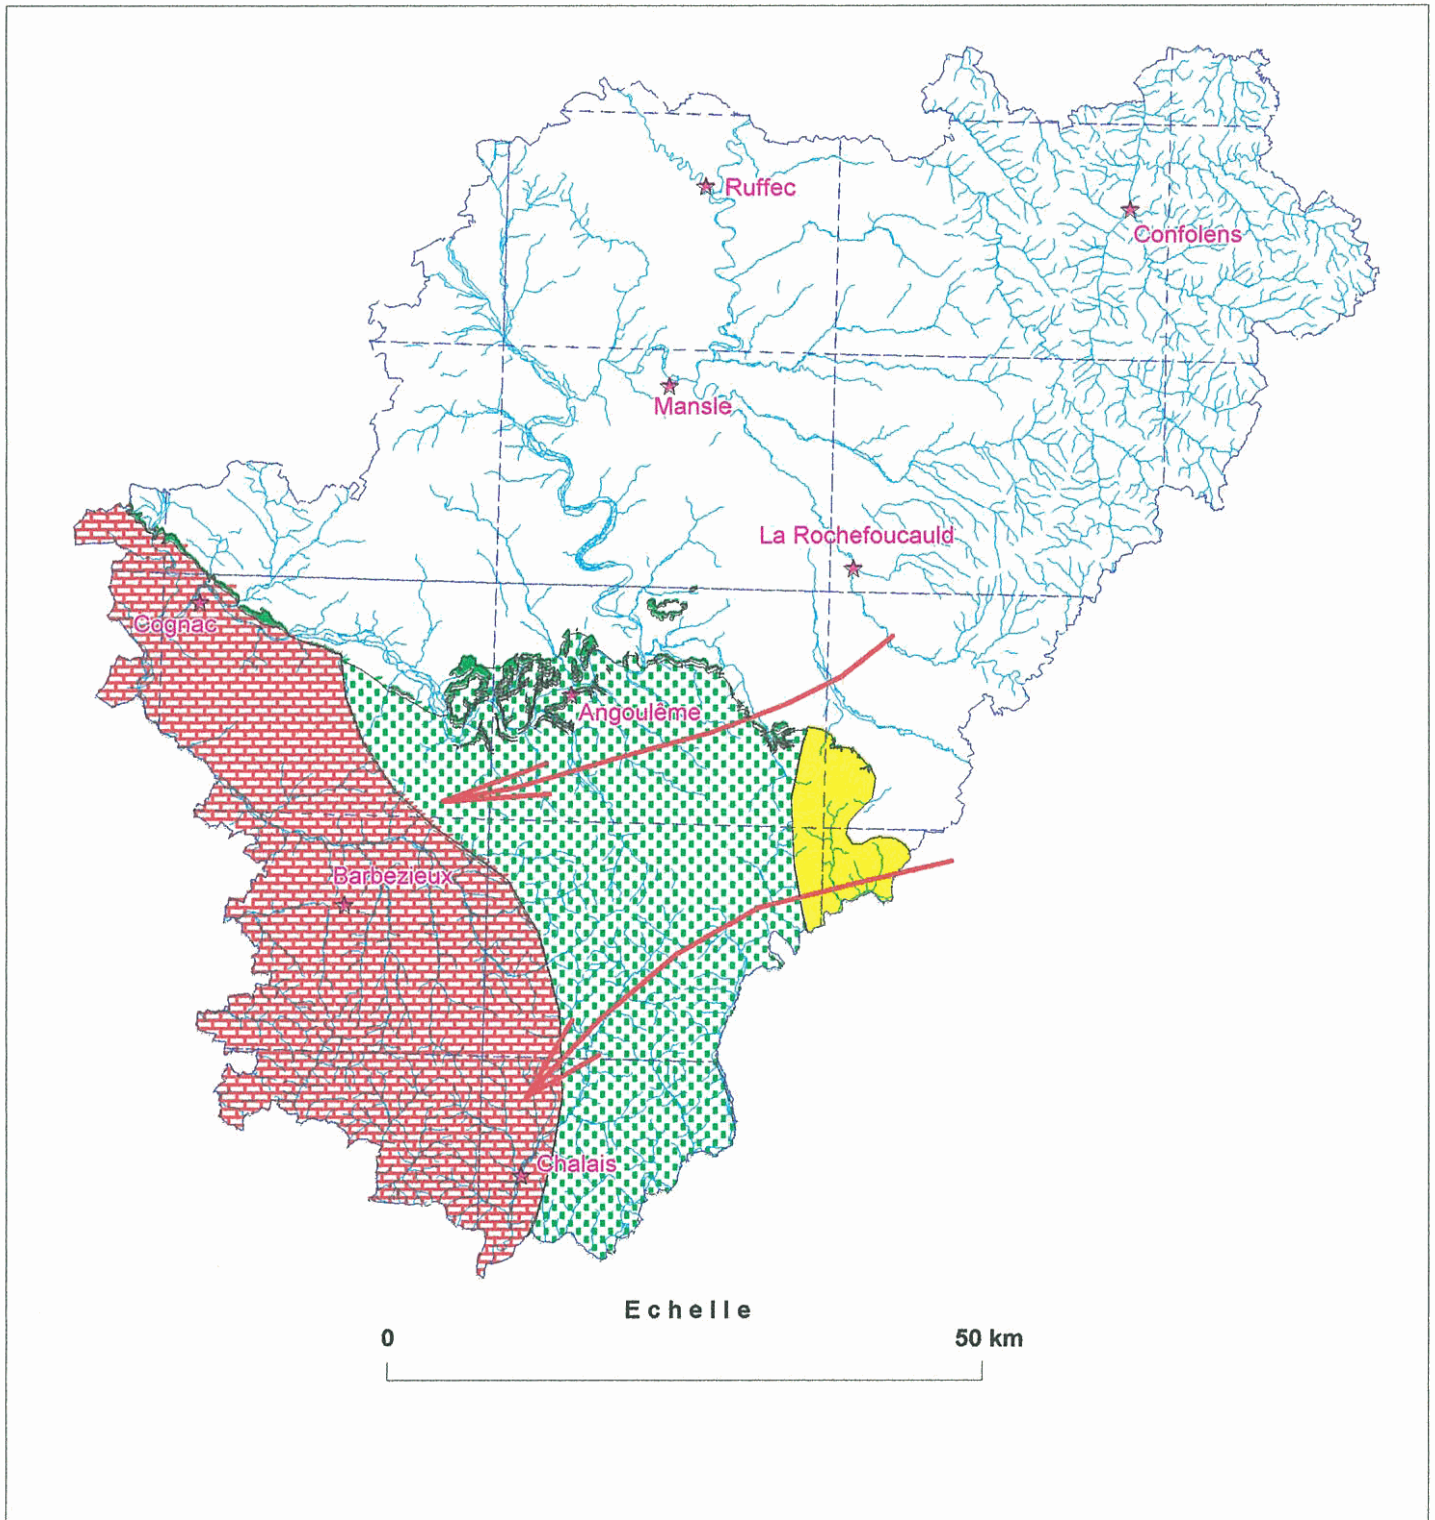 Ruffec
Confolens
Mansle
La Rochefoucauld
Cognac
Angoulême
Barbezieux
Chalais
Echelle
0 50 km